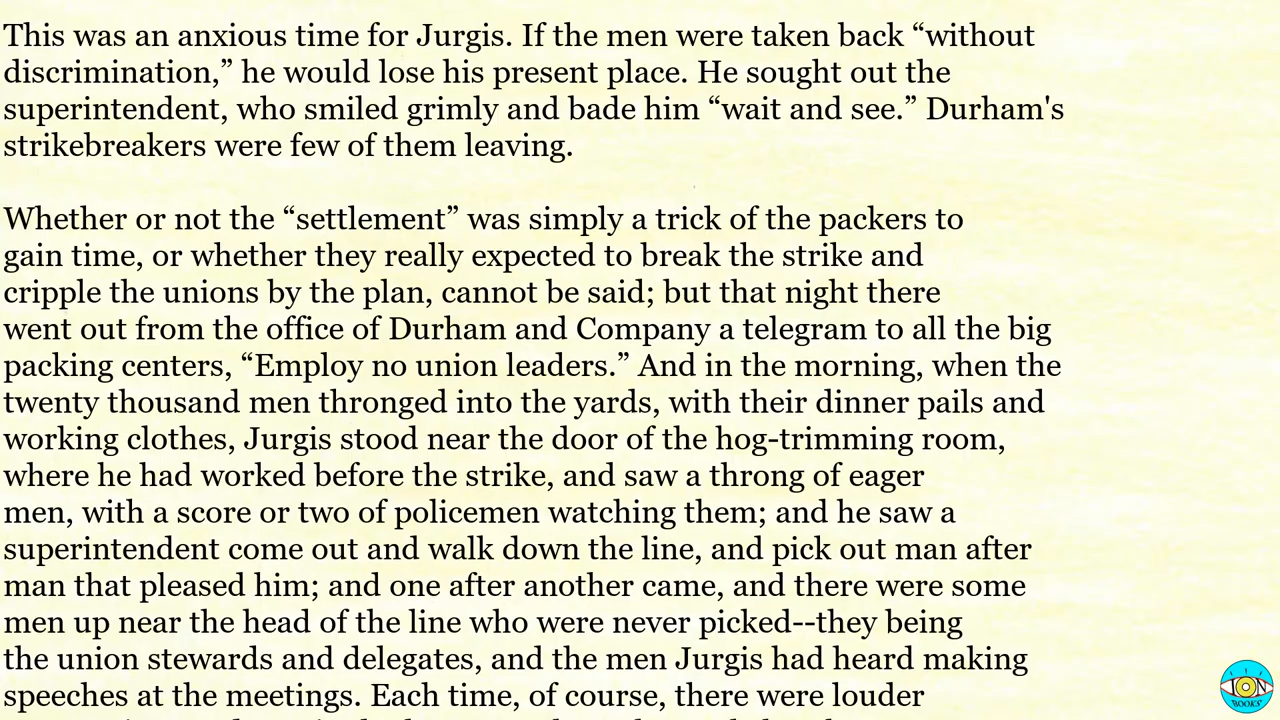 This was an anxious time for Jurgis. If the men were taken back “without
discrimination,” he would lose his present place. He sought out the
superintendent, who smiled grimly and bade him “wait and see.” Durham's
strikebreakers were few of them leaving.

Whether or not the “settlement” was simply a trick of the packers to
gain time, or whether they really expected to break the strike and
cripple the unions by the plan, cannot be said; but that night there
went out from the office of Durham and Company a telegram to all the big
packing centers, “Employ no union leaders.” And in the morning, when the
twenty thousand men thronged into the yards, with their dinner pails and
working clothes, Jurgis stood near the door of the hog-trimming room,
where he had worked before the strike, and saw a throng of eager
men, with a score or two of policemen watching them; and he saw a
superintendent come out and walk down the line, and pick out man after
man that pleased him; and one after another came, and there were some
men up near the head of the line who were never picked--they being
the union stewards and delegates, and the men Jurgis had heard making
speeches at the meetings. Each time, of course, there were louder
ION
BOOKS